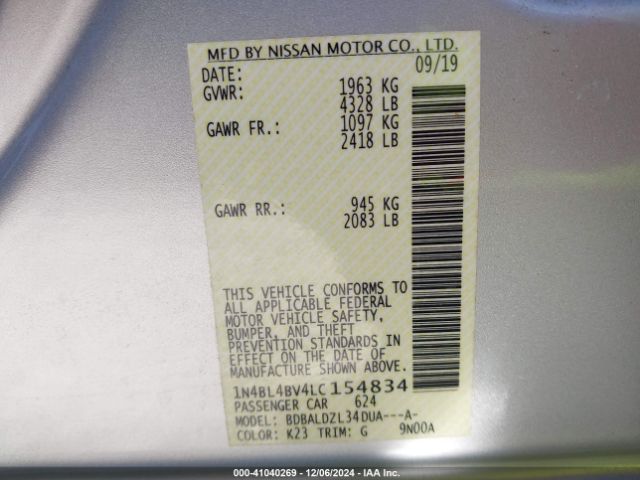 MFD BY NISSAN MOTOR CO., LTD.
DATE: 09/19
GVWR: 1963 KG
4328 LB
GAWR FR.: 1097 KG
2418 LB
GAWR RR.: 945 KG
2083 LB
THIS VEHICLE CONFORMS TO
ALL APPLICABLE FEDERAL
MOTOR VEHICLE SAFETY,
BUMPER, AND THEFT
PREVENTION STANDARDS IN
EFFECT ON THE DATE OF
MANUFACTURE SHOWN ABOVE.
1N4BL4BV4LC154834
PASSENGER CAR 624
MODEL: BDBALDZL34DUA---A-
COLOR: K23 TRIM: G 9N00A
000-41040269 - 12/06/2024 - IAA Inc.